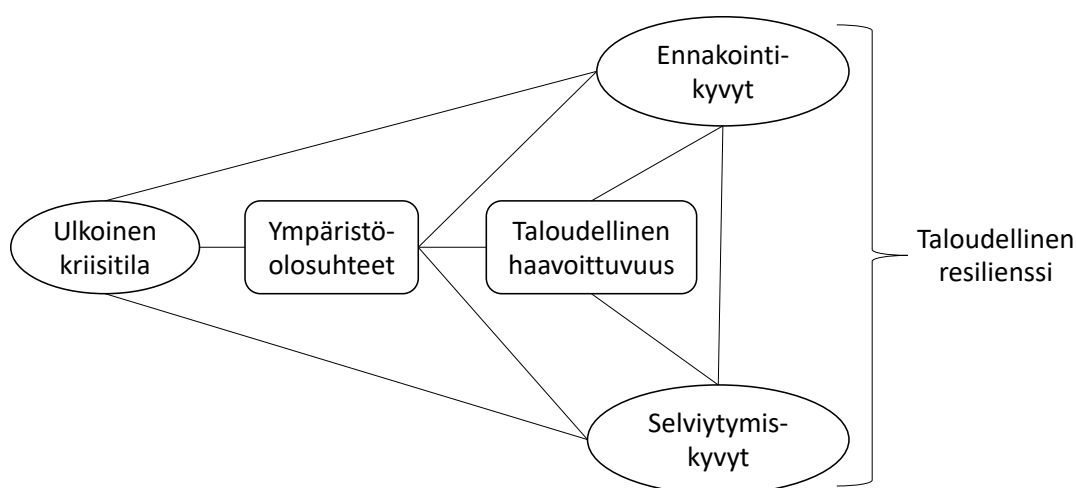 Ennakointi-
kyvyt
Ulkoinen
kriisitila
Ympäristö-
olosuhteet
Taloudellinen
haavoittuvuus
Taloudellinen
resilienssi
Selviytymis-
kyvyt